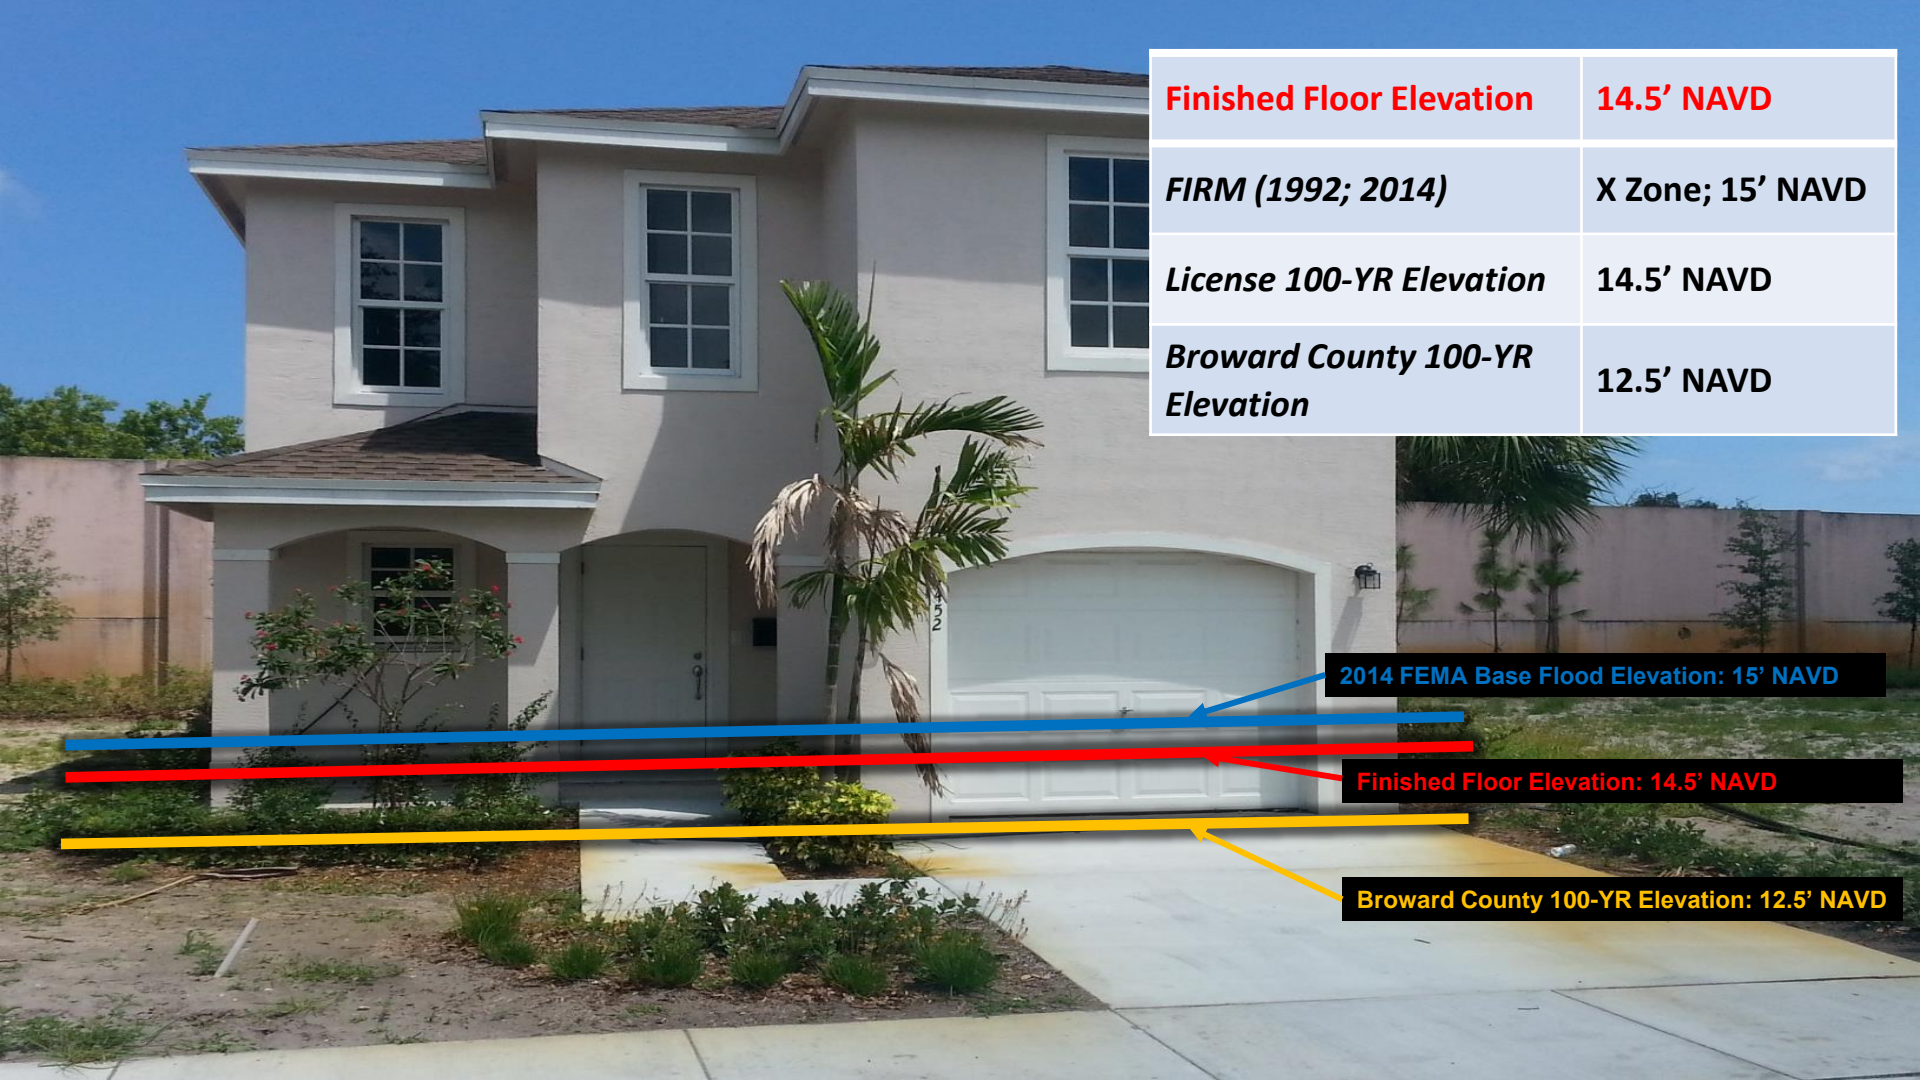 Finished Floor Elevation 14.5’ NAVD
FIRM (1992; 2014) X Zone; 15’ NAVD
License 100-YR Elevation 14.5’ NAVD
Broward County 100-YR
Elevation
12.5’ NAVD
452
2014 FEMA Base Flood Elevation: 15’ NAVD
Finished Floor Elevation: 14.5’ NAVD
Broward County 100-YR Elevation: 12.5’ NAVD